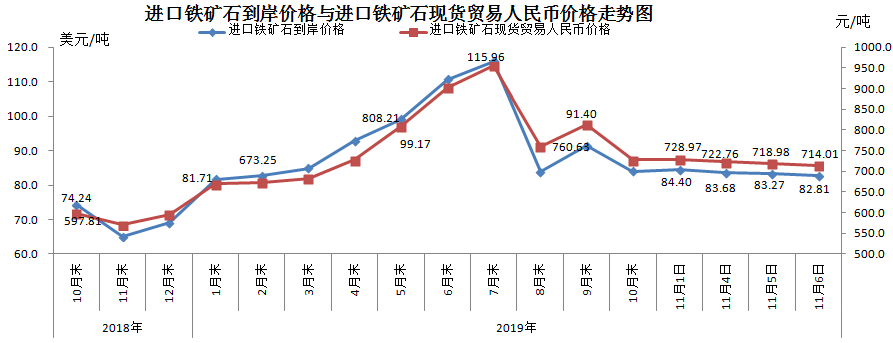 进口铁矿石到岸价格与进口铁矿石现货贸易人民币价格走势图
进口铁矿石到岸价格 进口铁矿石现货贸易人民币价格
美元/吨 元/吨
120.0
110.0
100.0
90.0
80.0
70.0
60.0
1000.0
950.0
900.0
850.0
800.0
750.0
700.0
650.0
600.0
550.0
500.0
74.24
597.81
81.71
673.25
808.21
99.17
115.96
760.63
91.40
728.97
84.40
722.76
83.68
718.98
83.27
714.01
82.81
10月末
11月末
12月末
1月末
2月末
3月末
4月末
5月末
6月末
7月末
8月末
9月末
10月末
11月1日
11月4日
11月5日
11月6日
2018年 2019年